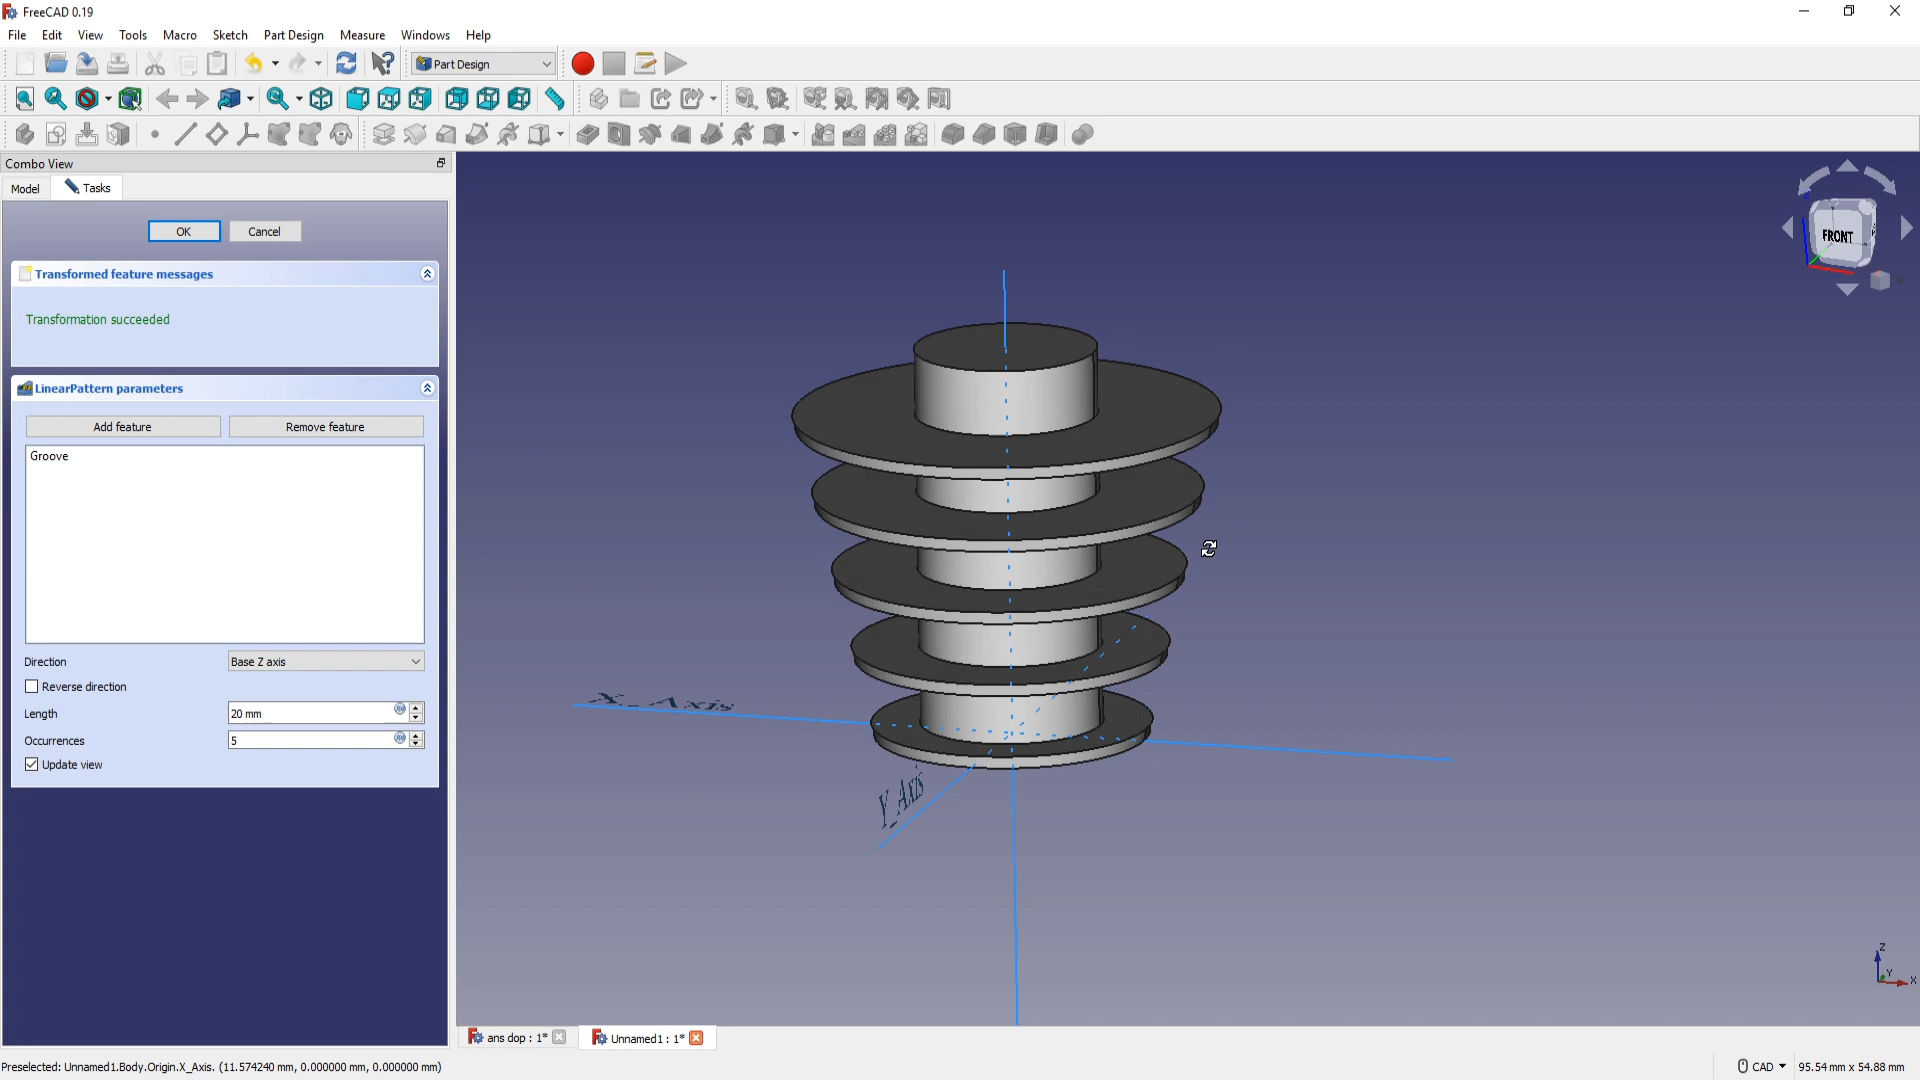 FreeCAD 0.19
File Edit View Tools Macro Sketch Part Design Measure Windows Help
Part Design
Combo View
Model Tasks
OK Cancel
Transformed feature messages
Transformation succeeded
LinearPattern parameters
Add feature Remove feature
Groove
Direction Base Z axis
Reverse direction
Length 20 mm
Occurrences 5
Update view
FRONT
X_Axis
Y_Axis
Z
Y
X
ans dop : 1* Unnamed1 : 1*
Preselected: Unnamed1.Body.Origin.X_Axis. (11.574240 mm, 0.000000 mm, 0.000000 mm) CAD 95.54 mm x 54.88 mm